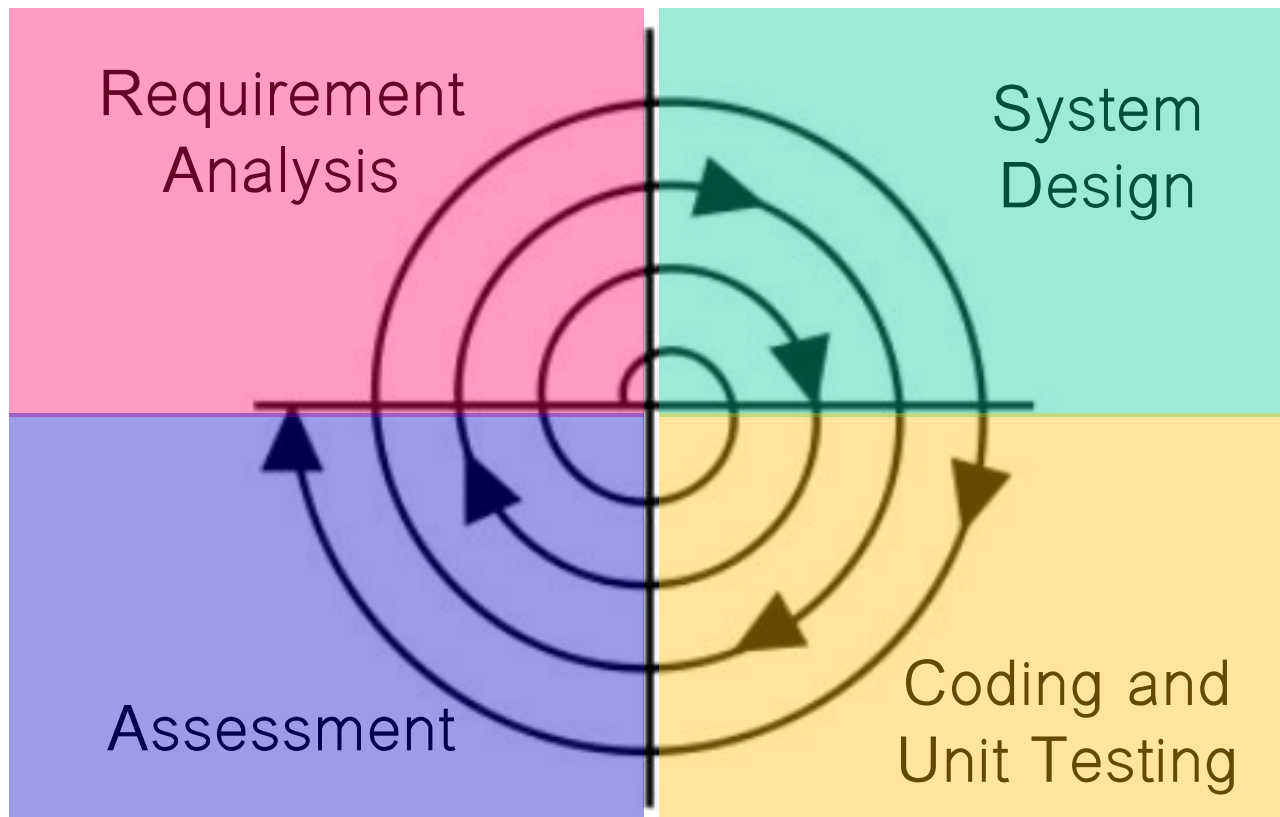 Requirement
Analysis
System
Design
Assessment
Coding and
Unit Testing